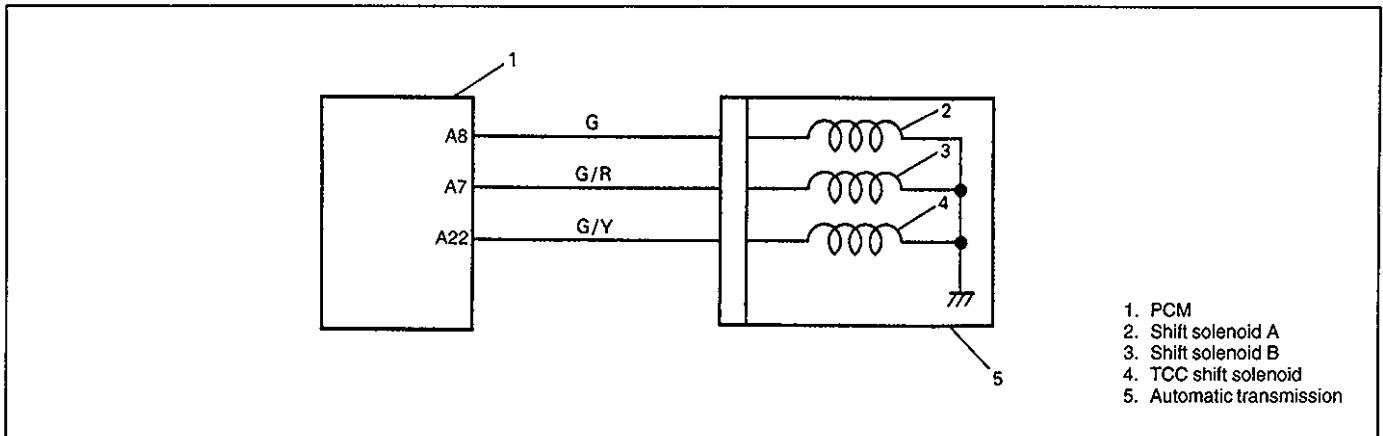 1
A8
G
2
A7
G/R
3
A22
G/Y
4
5
1. PCM
2. Shift solenoid A
3. Shift solenoid B
4. TCC shift solenoid
5. Automatic transmission